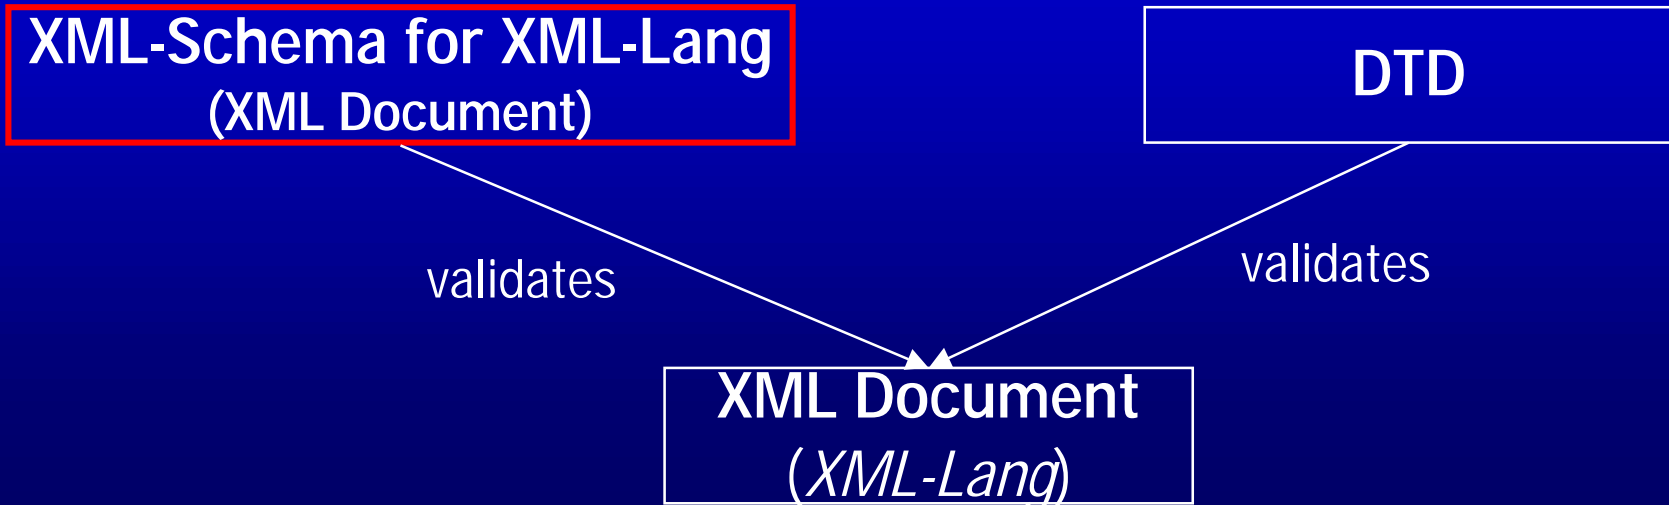 XML-Schema for XML-Lang
(XML Document)
DTD
validates
validates
XML Document
(XML-Lang)